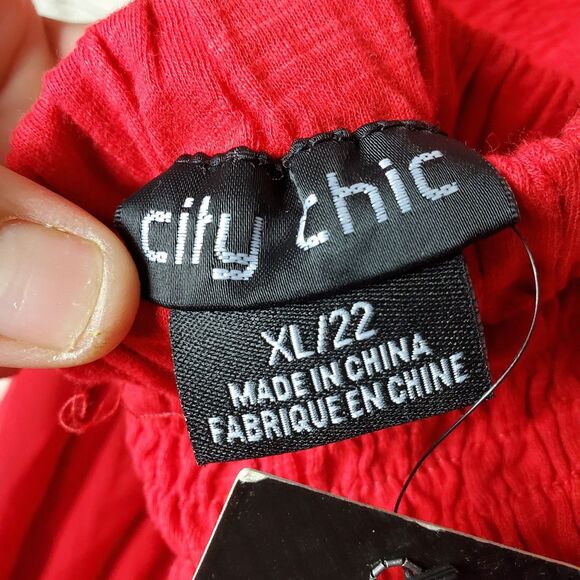 city chic
XL/22
MADE IN CHINA
FABRIQUE EN CHINE